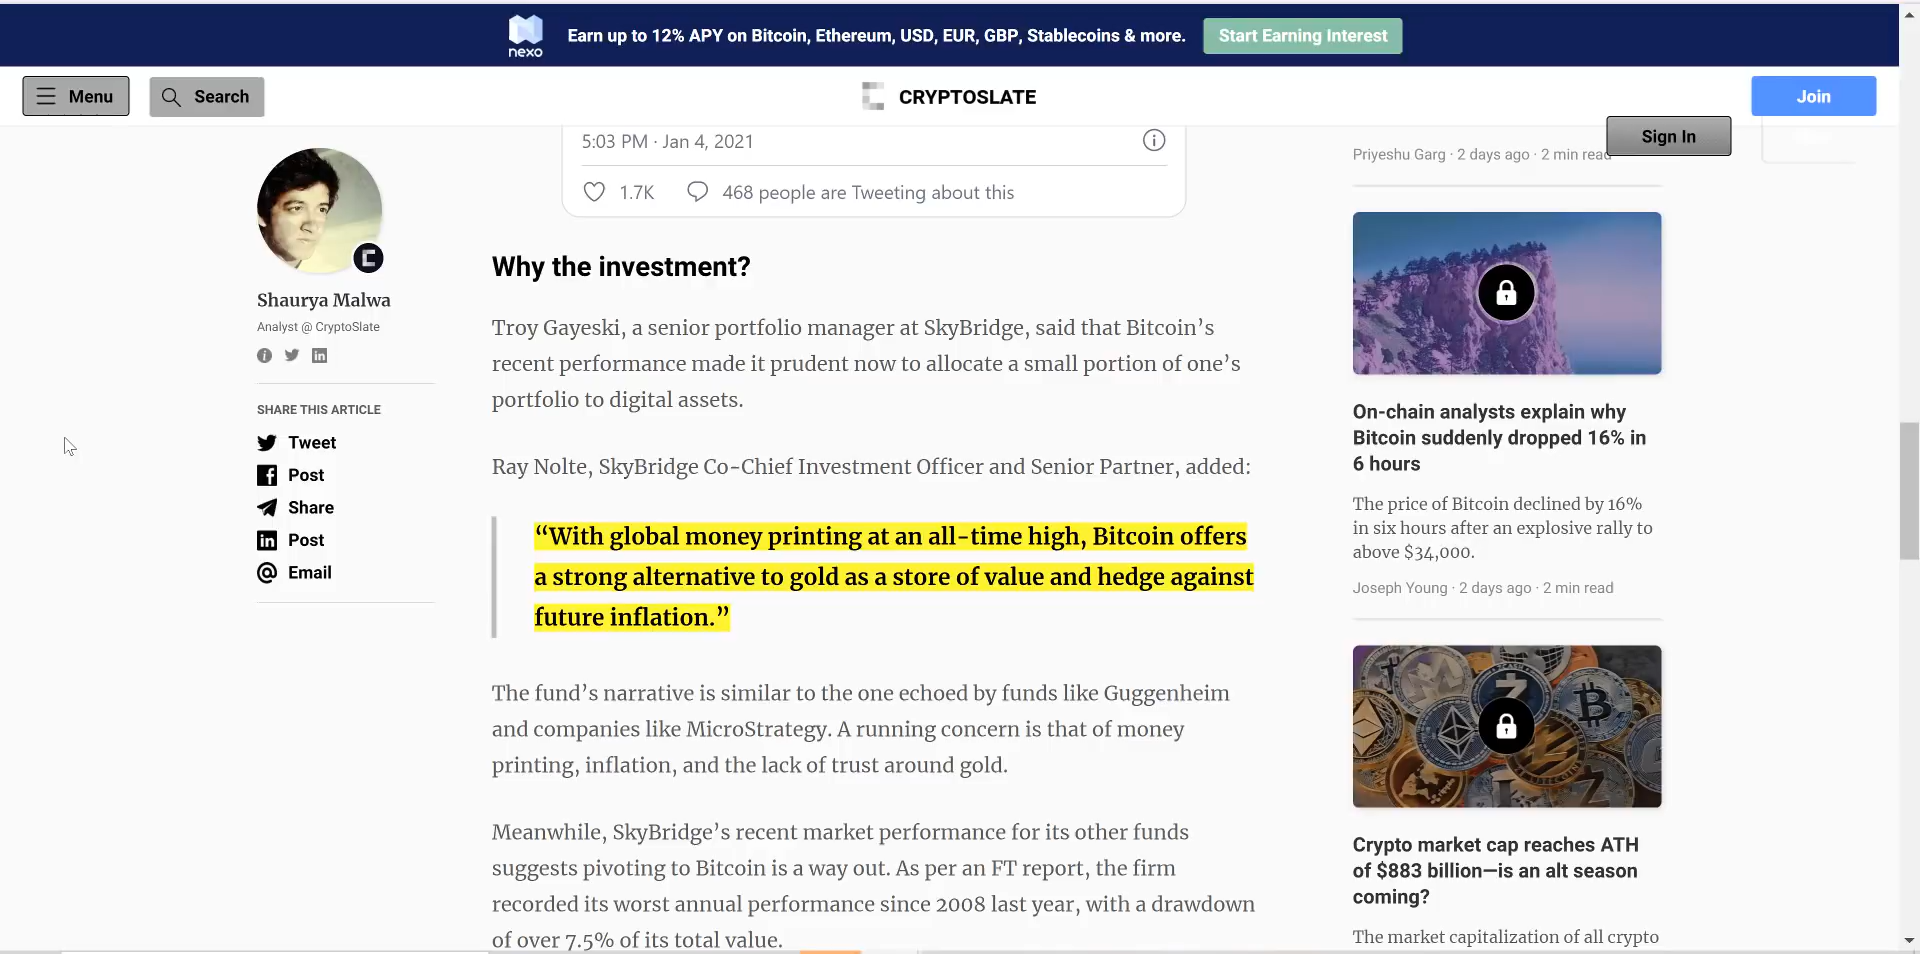 nexo
Earn up to 12% APY on Bitcoin, Ethereum, USD, EUR, GBP, Stablecoins & more.
Start Earning Interest
Menu
Search
CRYPTOSLATE
Join
Sign In
5:03 PM · Jan 4, 2021
1.7K
468 people are Tweeting about this
Shaurya Malwa
Analyst @ CryptoSlate
SHARE THIS ARTICLE
Tweet
Post
Share
Post
Email
Why the investment?
Troy Gayeski, a senior portfolio manager at SkyBridge, said that Bitcoin’s
recent performance made it prudent now to allocate a small portion of one’s
portfolio to digital assets.
Ray Nolte, SkyBridge Co-Chief Investment Officer and Senior Partner, added:
“With global money printing at an all-time high, Bitcoin offers
a strong alternative to gold as a store of value and hedge against
future inflation.”
The fund’s narrative is similar to the one echoed by funds like Guggenheim
and companies like MicroStrategy. A running concern is that of money
printing, inflation, and the lack of trust around gold.
Meanwhile, SkyBridge’s recent market performance for its other funds
suggests pivoting to Bitcoin is a way out. As per an FT report, the firm
recorded its worst annual performance since 2008 last year, with a drawdown
of over 7.5% of its total value.
Priyeshu Garg · 2 days ago · 2 min read
On-chain analysts explain why
Bitcoin suddenly dropped 16% in
6 hours
The price of Bitcoin declined by 16%
in six hours after an explosive rally to
above $34,000.
Joseph Young · 2 days ago · 2 min read
Crypto market cap reaches ATH
of $883 billion—is an alt season
coming?
The market capitalization of all crypto